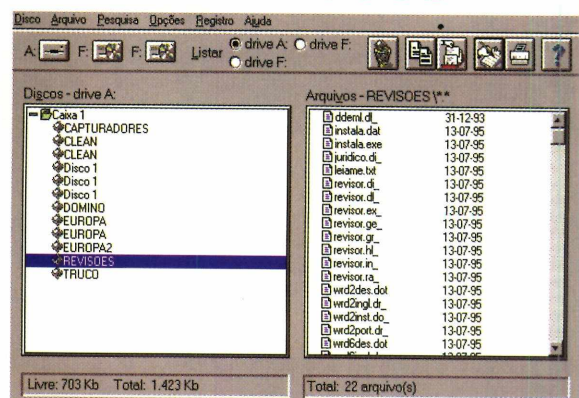 Disco Arquivo Pesquisa Opções Registro Ajuda
A: F: F: Listar drive A: drive F:
drive F:
Discos - drive A:
Caixa 1
CAPTURADORES
CLEAN
CLEAN
Disco 1
Disco 1
Disco 1
DOMINO
EUROPA
EUROPA
EUROPA2
REVISOES
TRUCO
Livre: 703 Kb Total: 1.423 Kb
Arquivos - REVISOES \*.*
ddeml.dl_ 31-12-93
instala.dat 13-07-95
instala.exe 13-07-95
juridico.di_ 13-07-95
leiame.txt 13-07-95
revisor.di_ 13-07-95
revisor.dl_ 13-07-95
revisor.ex_ 13-07-95
revisor.ge_ 13-07-95
revisor.gr_ 13-07-95
revisor.hl_ 13-07-95
revisor.in_ 13-07-95
revisor.ra_ 13-07-95
wrd2des.dot 13-07-95
wrd2ingl.dr_ 13-07-95
wrd2inst.do_ 13-07-95
wrd2port.dr_ 13-07-95
wrd6des.dot 13-07-95
Total: 22 arquivo(s)